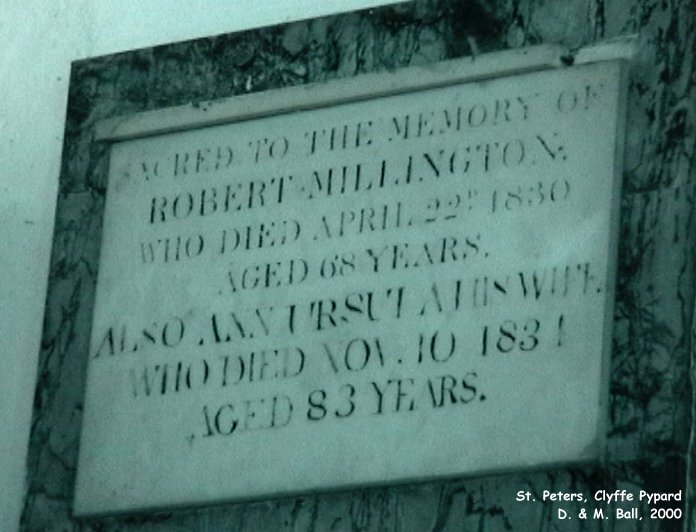 SACRED TO THE MEMORY OF
ROBERT MILLINGTON:
WHO DIED APRIL 22D 1830
AGED 68 YEARS.
ALSO ANN URSULA HIS WIFE
WHO DIED NOV. 10 1834
AGED 83 YEARS.
St. Peters, Clyffe Pypard
D. & M. Ball, 2000